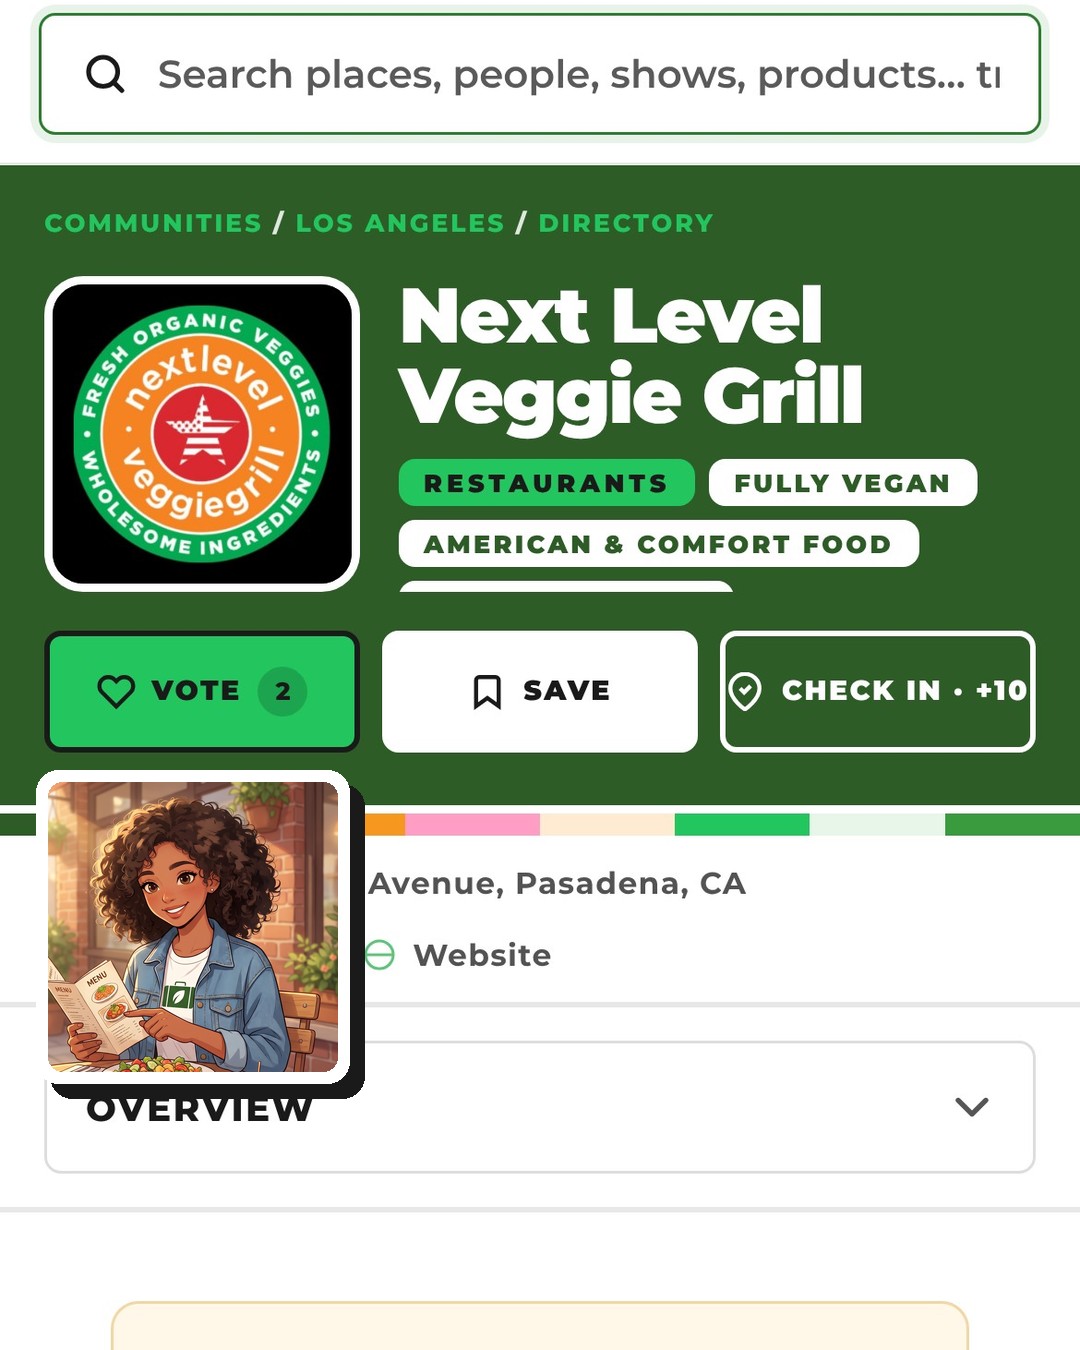 Search places, people, shows, products...
COMMUNITIES / LOS ANGELES / DIRECTORY
FRESH ORGANIC VEGGIES
nextlevel
veggiegrill
WHOLESOME INGREDIENTS
Next Level
Veggie Grill
RESTAURANTS
FULLY VEGAN
AMERICAN & COMFORT FOOD
VOTE 2
SAVE
CHECK IN • +10
Avenue, Pasadena, CA
Website
MENU
MENU
OVERVIEW